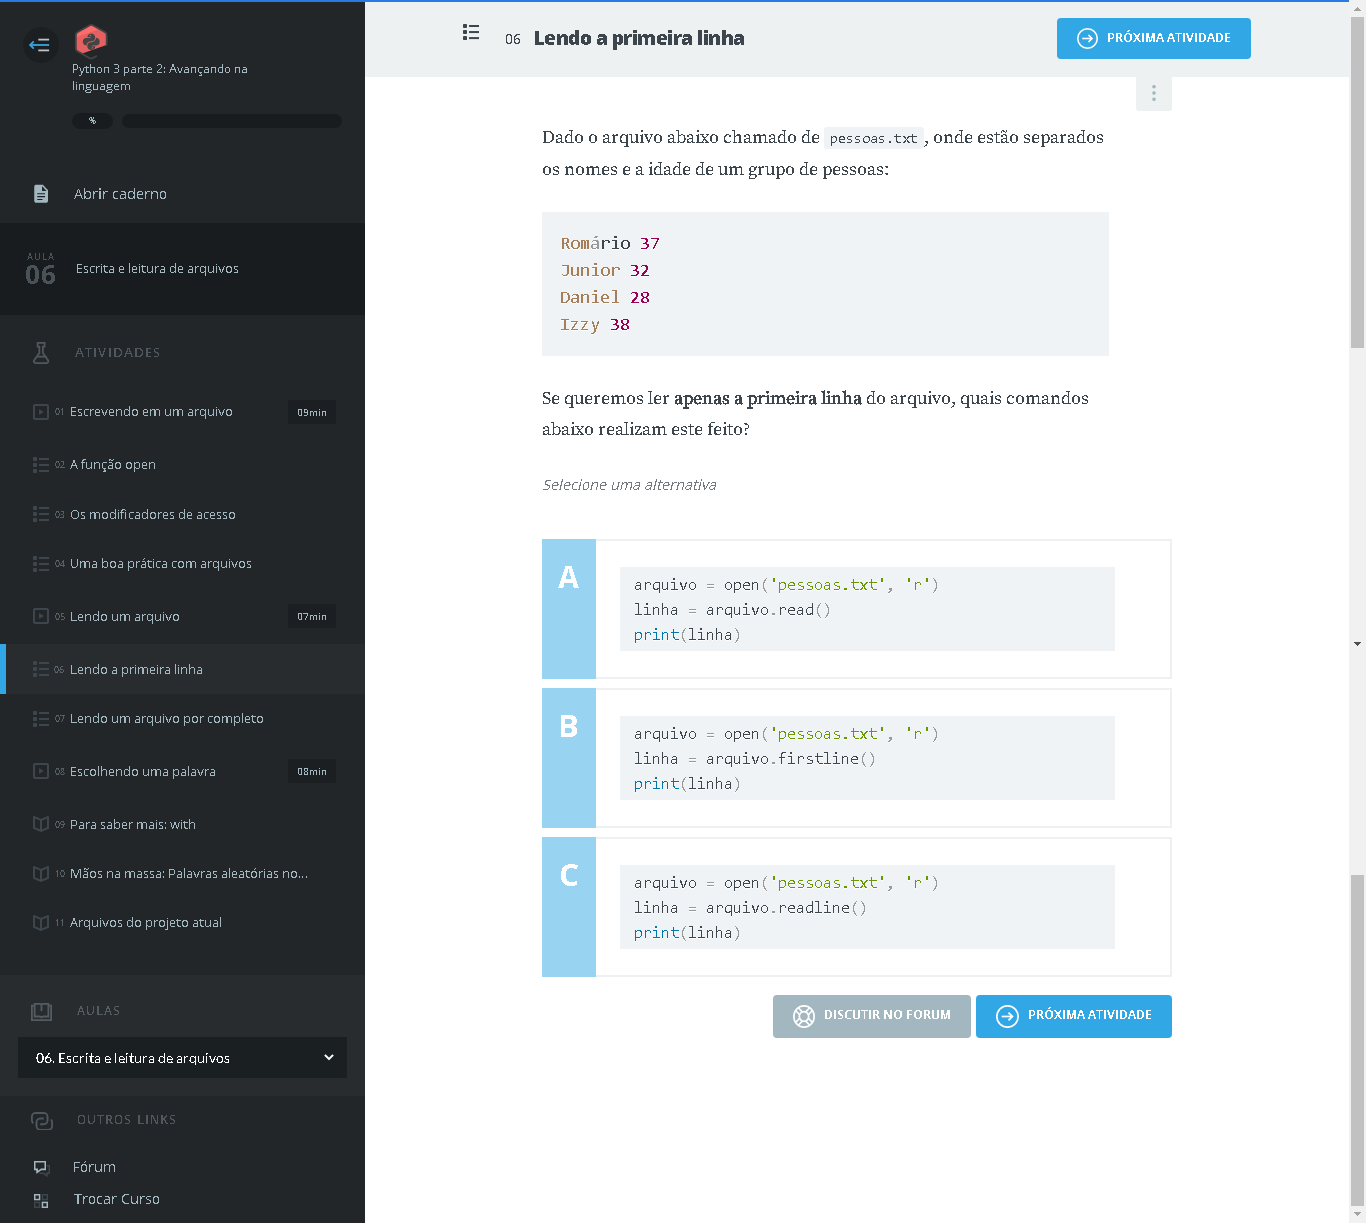 Python 3 parte 2: Avançando na
linguagem
%
Abrir caderno
AULA
06
Escrita e leitura de arquivos
ATIVIDADES
01 Escrevendo em um arquivo 09min
02 A função open
03 Os modificadores de acesso
04 Uma boa prática com arquivos
05 Lendo um arquivo 07min
06 Lendo a primeira linha
07 Lendo um arquivo por completo
08 Escolhendo uma palavra 08min
09 Para saber mais: with
10 Mãos na massa: Palavras aleatórias no...
11 Arquivos do projeto atual
AULAS
06. Escrita e leitura de arquivos
OUTROS LINKS
Fórum
Trocar Curso
06 Lendo a primeira linha
PRÓXIMA ATIVIDADE
Dado o arquivo abaixo chamado de pessoas.txt , onde estão separados
os nomes e a idade de um grupo de pessoas:
Romário 37
Junior 32
Daniel 28
Izzy 38
Se queremos ler apenas a primeira linha do arquivo, quais comandos
abaixo realizam este feito?
Selecione uma alternativa
A
arquivo = open('pessoas.txt', 'r')
linha = arquivo.read()
print(linha)
B
arquivo = open('pessoas.txt', 'r')
linha = arquivo.firstline()
print(linha)
C
arquivo = open('pessoas.txt', 'r')
linha = arquivo.readline()
print(linha)
DISCUTIR NO FORUM
PRÓXIMA ATIVIDADE